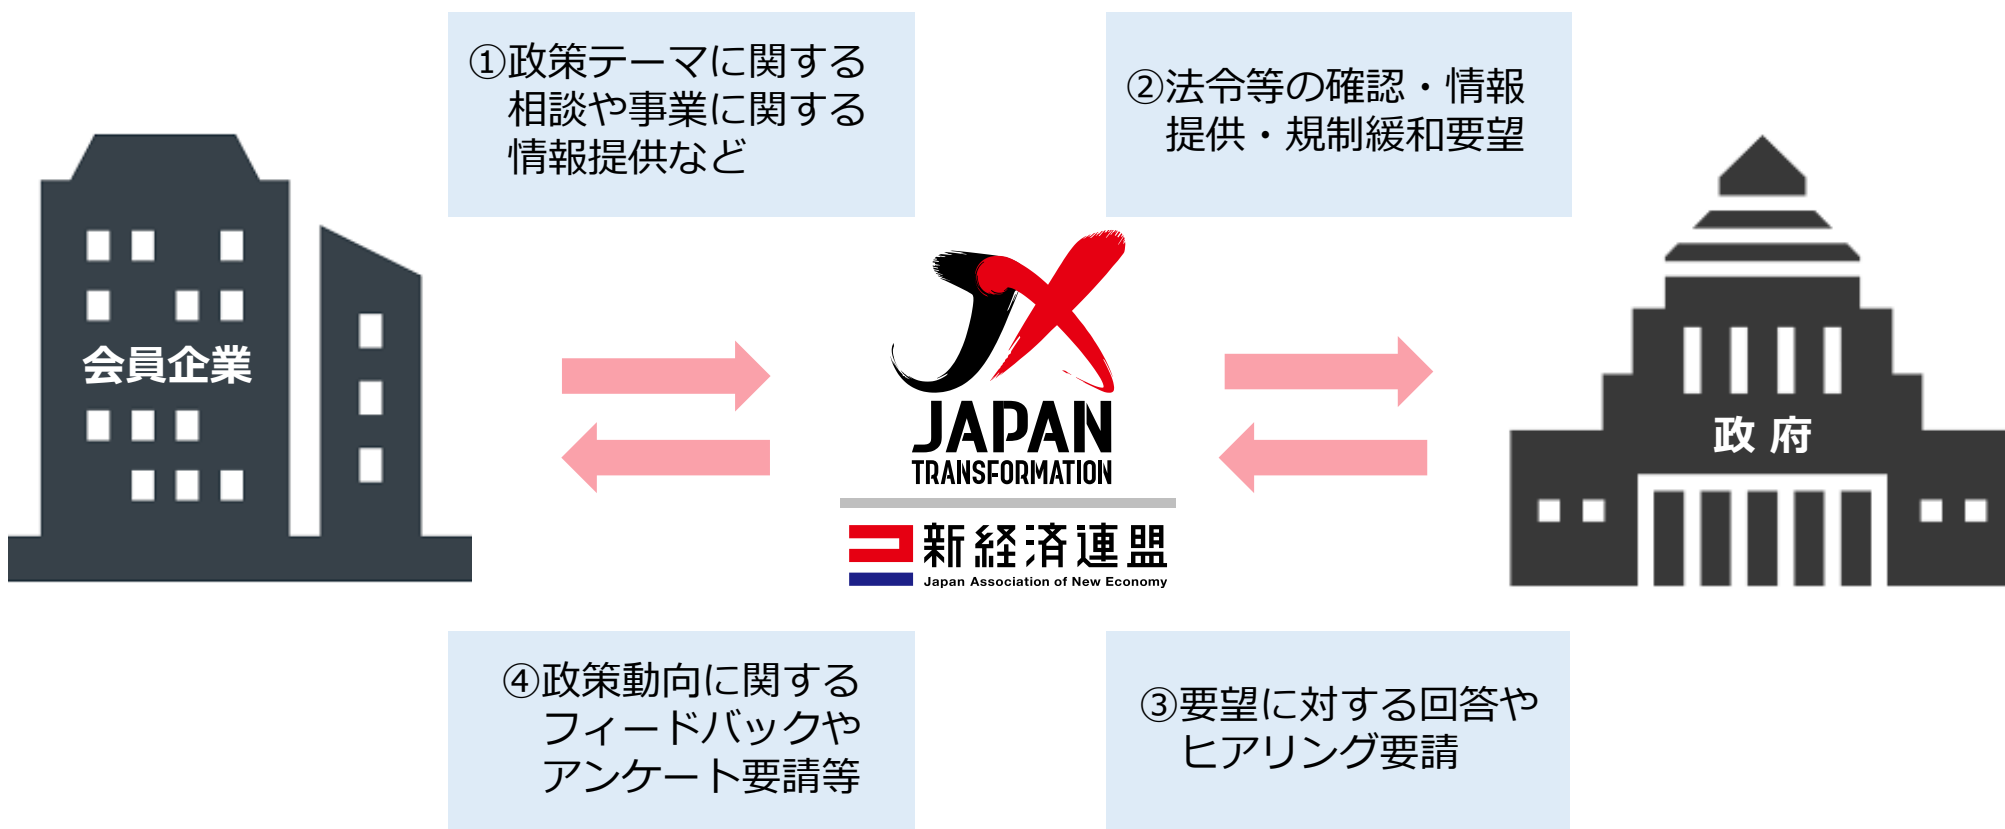 ①政策テーマに関する
相談や事業に関する
情報提供など
②法令等の確認・情報
提供・規制緩和要望
会員企業
JX
JAPAN
TRANSFORMATION
新経済連盟
Japan Association of New Economy
政府
④政策動向に関する
フィードバックや
アンケート要請等
③要望に対する回答や
ヒアリング要請